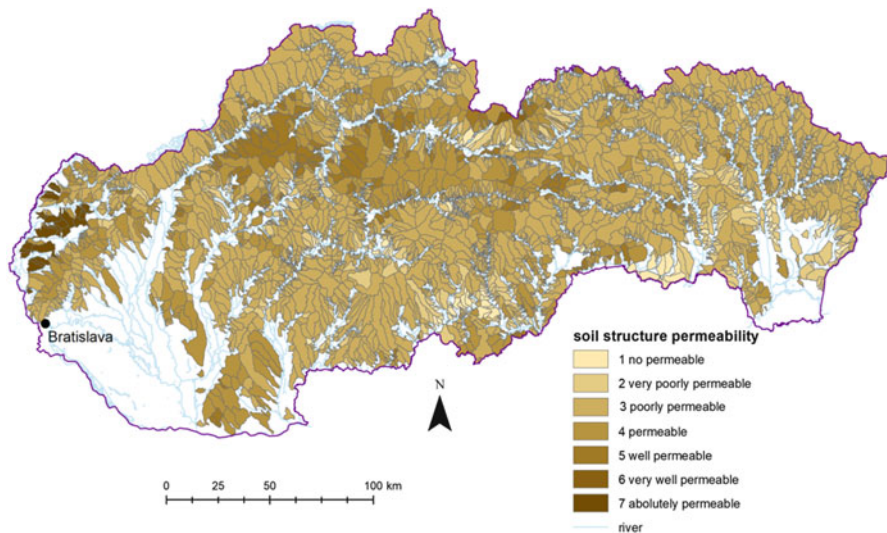 Bratislava
N
0 25 50 100 km
soil structure permeability
1 no permeable
2 very poorly permeable
3 poorly permeable
4 permeable
5 well permeable
6 very well permeable
7 abolutely permeable
river